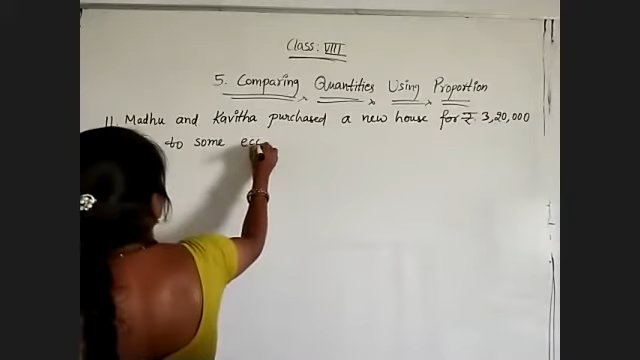 Class: VIII
5. Comparing Quantities Using Proportion
11. Madhu and Kavitha purchased a new house for ₹ 3,20,000
to some ecc